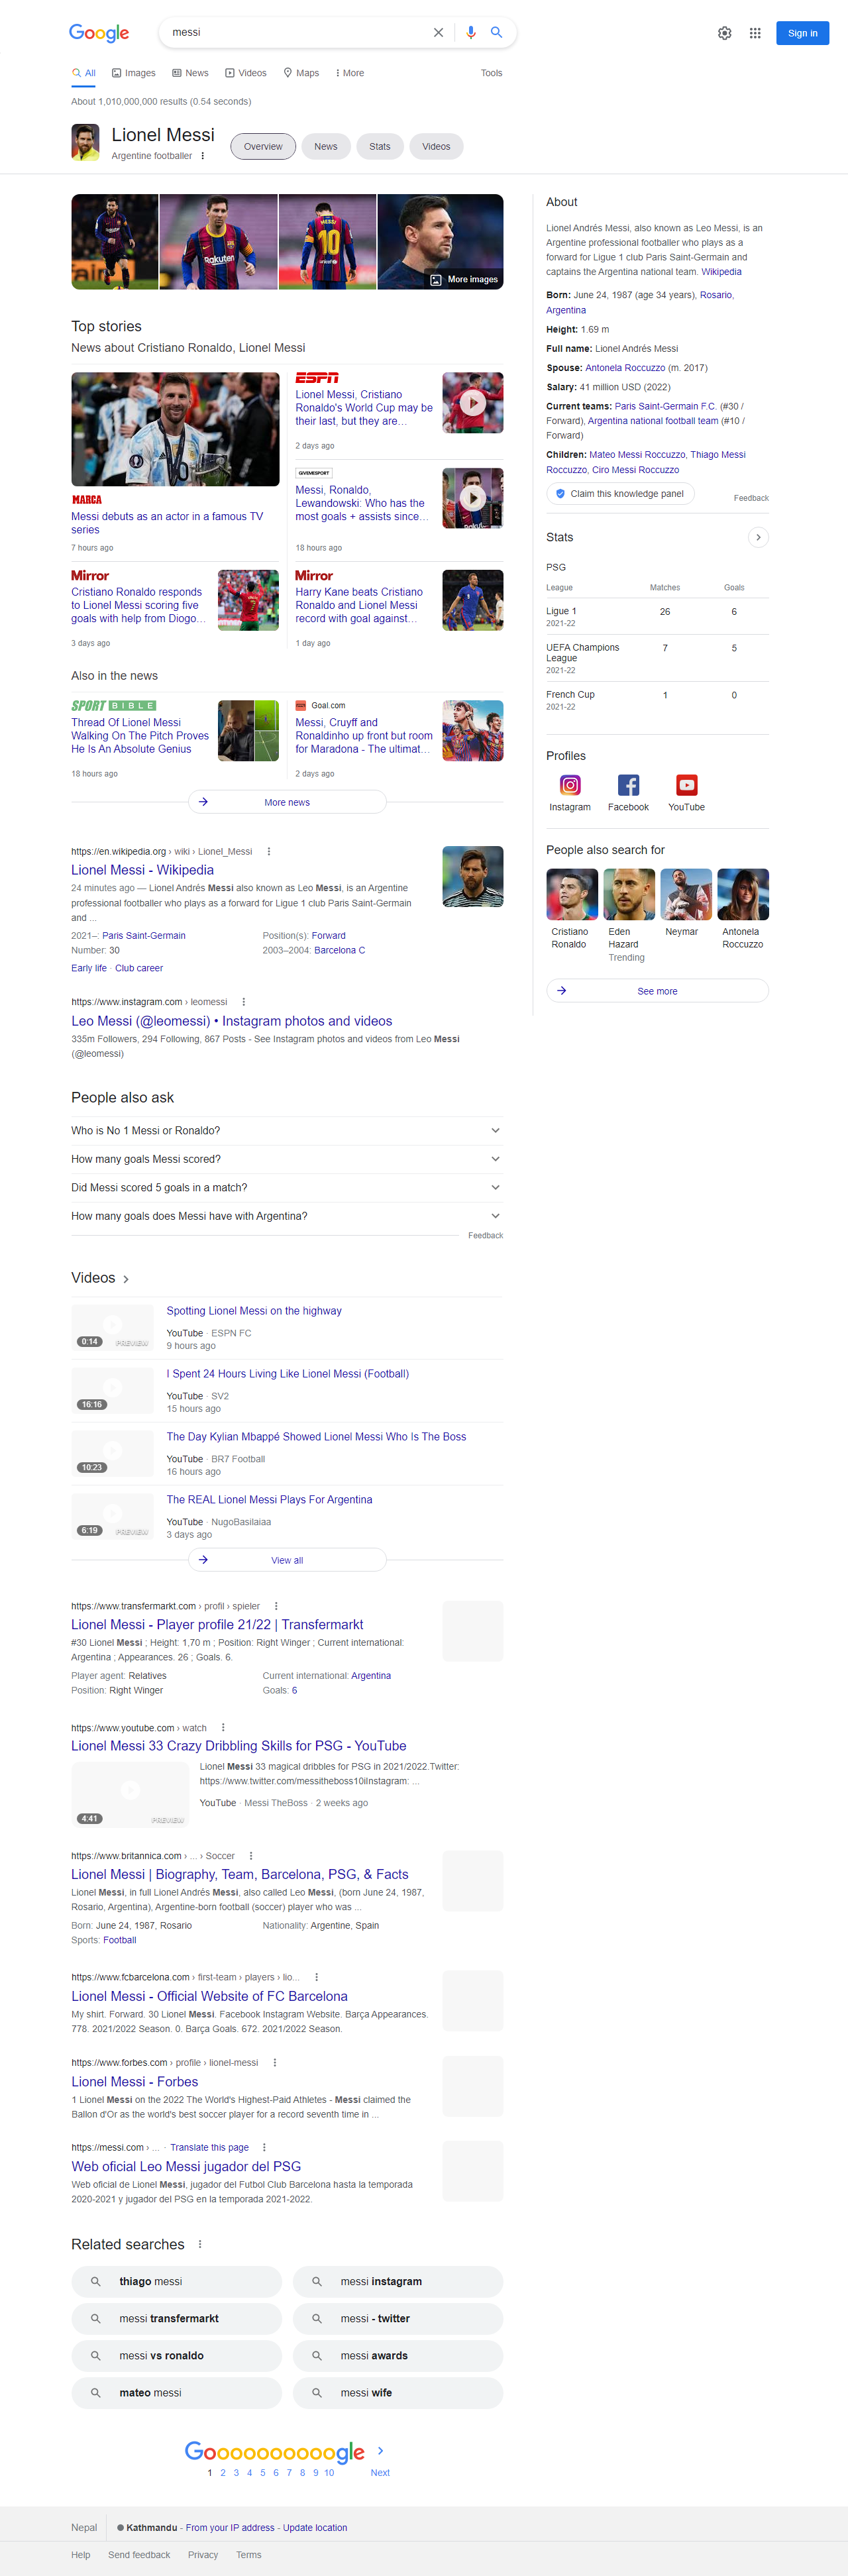 Google
messi
Sign in
All
Images
News
Videos
Maps
More
Tools
About 1,010,000,000 results (0.54 seconds)
Lionel Messi
Argentine footballer
Overview
News
Stats
Videos
Rakuten
MESSI
10
More images
Top stories
News about Cristiano Ronaldo, Lionel Messi
MARCA
Messi debuts as an actor in a famous TV
series
7 hours ago
ESPN
Lionel Messi, Cristiano
Ronaldo's World Cup may be
their last, but they are...
2 days ago
GIVEMESPORT
Messi, Ronaldo,
Lewandowski: Who has the
most goals + assists since...
18 hours ago
Mirror
Cristiano Ronaldo responds
to Lionel Messi scoring five
goals with help from Diogo...
3 days ago
Mirror
Harry Kane beats Cristiano
Ronaldo and Lionel Messi
record with goal against...
1 day ago
Also in the news
SPORT BIBLE
Thread Of Lionel Messi
Walking On The Pitch Proves
He Is An Absolute Genius
18 hours ago
Goal.com
Messi, Cruyff and
Ronaldinho up front but room
for Maradona - The ultimat...
2 days ago
More news
https://en.wikipedia.org › wiki › Lionel_Messi
Lionel Messi - Wikipedia
24 minutes ago — Lionel Andrés Messi also known as Leo Messi, is an Argentine
professional footballer who plays as a forward for Ligue 1 club Paris Saint-Germain
and ...
2021–: Paris Saint-Germain
Position(s): Forward
Number: 30
2003–2004: Barcelona C
Early life · Club career
https://www.instagram.com › leomessi
Leo Messi (@leomessi) • Instagram photos and videos
335m Followers, 294 Following, 867 Posts - See Instagram photos and videos from Leo Messi
(@leomessi)
People also ask
Who is No 1 Messi or Ronaldo?
How many goals Messi scored?
Did Messi scored 5 goals in a match?
How many goals does Messi have with Argentina?
Feedback
Videos
0:14
PREVIEW
Spotting Lionel Messi on the highway
YouTube · ESPN FC
9 hours ago
16:16
I Spent 24 Hours Living Like Lionel Messi (Football)
YouTube · SV2
15 hours ago
10:23
The Day Kylian Mbappé Showed Lionel Messi Who Is The Boss
YouTube · BR7 Football
16 hours ago
6:19
PREVIEW
The REAL Lionel Messi Plays For Argentina
YouTube · NugoBasilaiaa
3 days ago
View all
https://www.transfermarkt.com › profil › spieler
Lionel Messi - Player profile 21/22 | Transfermarkt
#30 Lionel Messi ; Height: 1,70 m ; Position: Right Winger ; Current international:
Argentina ; Appearances. 26 ; Goals. 6.
Player agent: Relatives
Current international: Argentina
Position: Right Winger
Goals: 6
https://www.youtube.com › watch
Lionel Messi 33 Crazy Dribbling Skills for PSG - YouTube
4:41
PREVIEW
Lionel Messi 33 magical dribbles for PSG in 2021/2022.Twitter:
https://www.twitter.com/messitheboss10iInstagram: ...
YouTube · Messi TheBoss · 2 weeks ago
https://www.britannica.com › ... › Soccer
Lionel Messi | Biography, Team, Barcelona, PSG, & Facts
Lionel Messi, in full Lionel Andrés Messi, also called Leo Messi, (born June 24, 1987,
Rosario, Argentina), Argentine-born football (soccer) player who was ...
Born: June 24, 1987, Rosario
Nationality: Argentine, Spain
Sports: Football
https://www.fcbarcelona.com › first-team › players › lio...
Lionel Messi - Official Website of FC Barcelona
My shirt. Forward. 30 Lionel Messi. Facebook Instagram Website. Barça Appearances.
778. 2021/2022 Season. 0. Barça Goals. 672. 2021/2022 Season.
https://www.forbes.com › profile › lionel-messi
Lionel Messi - Forbes
1 Lionel Messi on the 2022 The World's Highest-Paid Athletes - Messi claimed the
Ballon d'Or as the world's best soccer player for a record seventh time in ...
https://messi.com › ... · Translate this page
Web oficial Leo Messi jugador del PSG
Web oficial de Lionel Messi, jugador del Futbol Club Barcelona hasta la temporada
2020-2021 y jugador del PSG en la temporada 2021-2022.
Related searches
thiago messi
messi instagram
messi transfermarkt
messi - twitter
messi vs ronaldo
messi awards
mateo messi
messi wife
Goooooooooogle
1 2 3 4 5 6 7 8 9 10
Next
About
Lionel Andrés Messi, also known as Leo Messi, is an
Argentine professional footballer who plays as a
forward for Ligue 1 club Paris Saint-Germain and
captains the Argentina national team. Wikipedia
Born: June 24, 1987 (age 34 years), Rosario,
Argentina
Height: 1.69 m
Full name: Lionel Andrés Messi
Spouse: Antonela Roccuzzo (m. 2017)
Salary: 41 million USD (2022)
Current teams: Paris Saint-Germain F.C. (#30 /
Forward), Argentina national football team (#10 /
Forward)
Children: Mateo Messi Roccuzzo, Thiago Messi
Roccuzzo, Ciro Messi Roccuzzo
Claim this knowledge panel
Feedback
Stats
PSG
League Matches Goals
Ligue 1 26 6
2021-22
UEFA Champions 7 5
League
2021-22
French Cup 1 0
2021-22
Profiles
Instagram
Facebook
YouTube
People also search for
Cristiano
Ronaldo
Eden
Hazard
Trending
Neymar
Antonela
Roccuzzo
See more
Nepal
Kathmandu - From your IP address - Update location
Help
Send feedback
Privacy
Terms